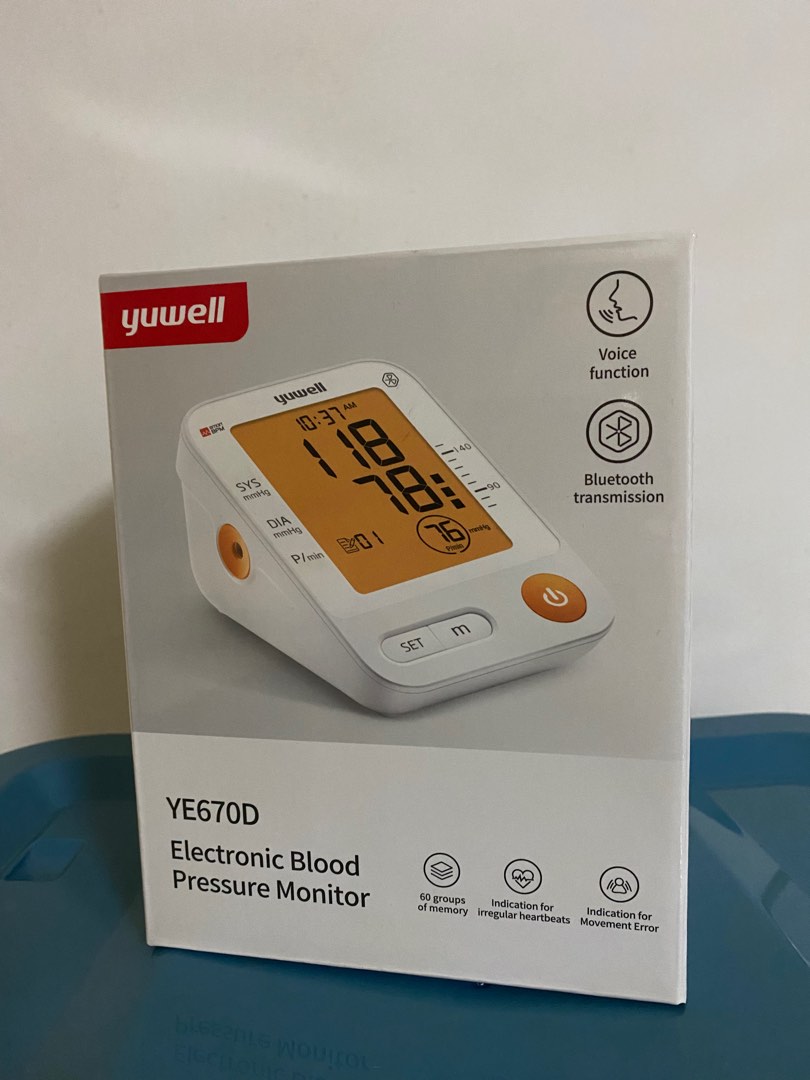 yuwell
Voice
function
Bluetooth
transmission
yuwell
10:37 AM
118
SYS
mmHg
140
78
90
DIA
mmHg
76
P/min
mmHg
P/min
01
SET
m
YE670D
Electronic Blood
Pressure Monitor
60 groups
of memory
Indication for
irregular heartbeats
Indication for
Movement Error